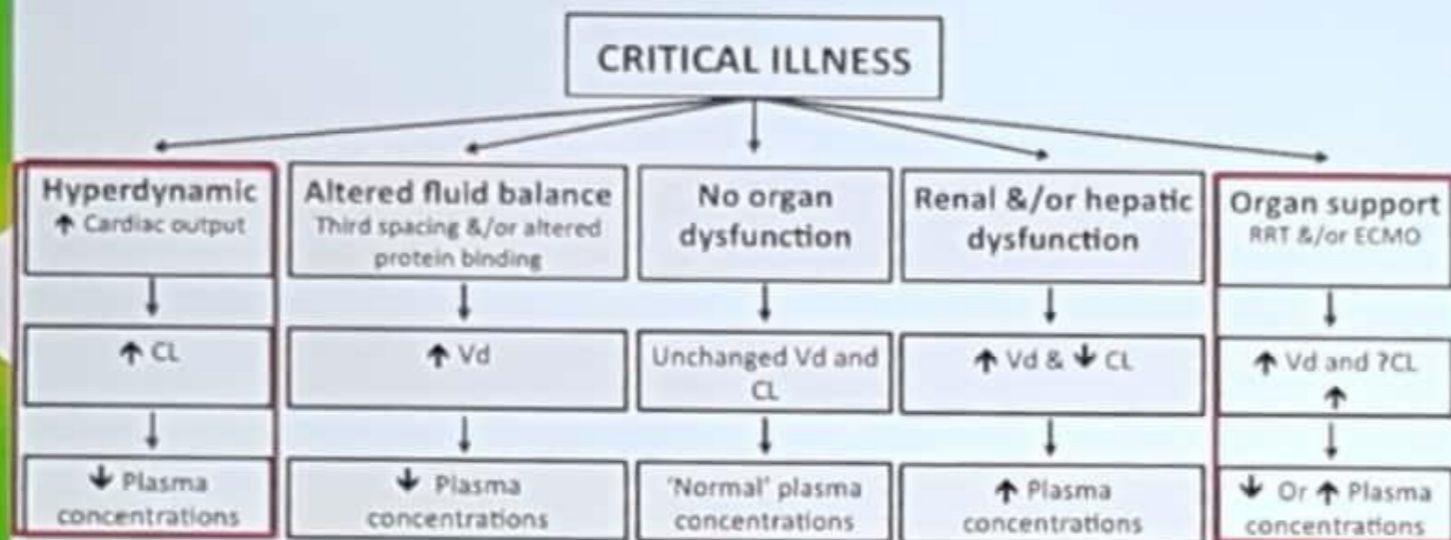 CRITICAL ILLNESS
Hyperdynamic
↑ Cardiac output
Altered fluid balance
Third spacing &/or altered
protein binding
No organ
dysfunction
Renal &/or hepatic
dysfunction
Organ support
RRT &/or ECMO
↑ CL
↑ Vd
Unchanged Vd and
CL
↑ Vd & ↓ CL
↑ Vd and ?CL
↑
↓ Plasma
concentrations
↓ Plasma
concentrations
'Normal' plasma
concentrations
↑ Plasma
concentrations
↓ Or ↑ Plasma
concentrations